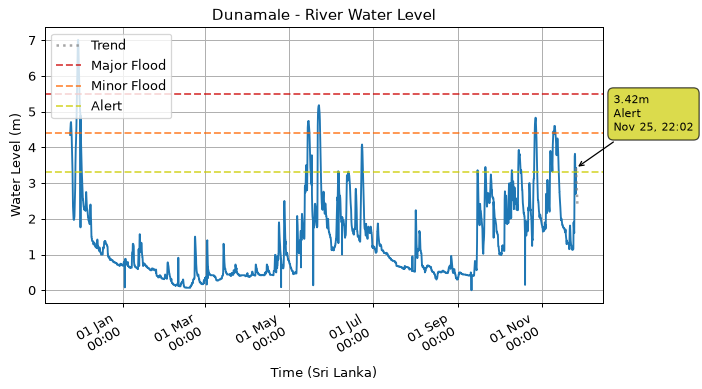 Dunamale - River Water Level
Trend
Major Flood
Minor Flood
Alert
3.42m
Alert
Nov 25, 22:02
Water Level (m)
7
6
5
4
3
2
1
0
01 Jan
00:00
01 Mar
00:00
01 May
00:00
01 Jul
00:00
01 Sep
00:00
01 Nov
00:00
Time (Sri Lanka)